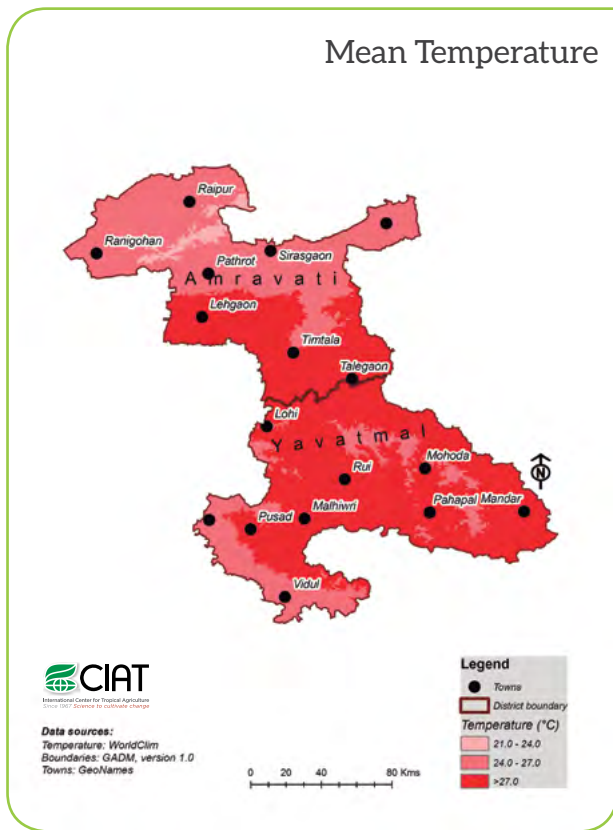 Mean Temperature
Raipur
Ranigohan
Sirasgaon
Pathrot
Amravati
Lehgaon
Timtala
Talegaon
Lohi
Yavatmal
Mohoda
Rui
N
Malhiwri
Pahapal Mandar
Pusad
Vidul
CIAT
International Center for Tropical Agriculture
Since 1967 Science to cultivate change
Data sources:
Temperature: WorldClim
Boundaries: GADM, version 1.0
Towns: GeoNames
0 20 40 80 Kms
Legend
Towns
District boundary
Temperature (°C)
21.0 - 24.0
24.0 - 27.0
>27.0